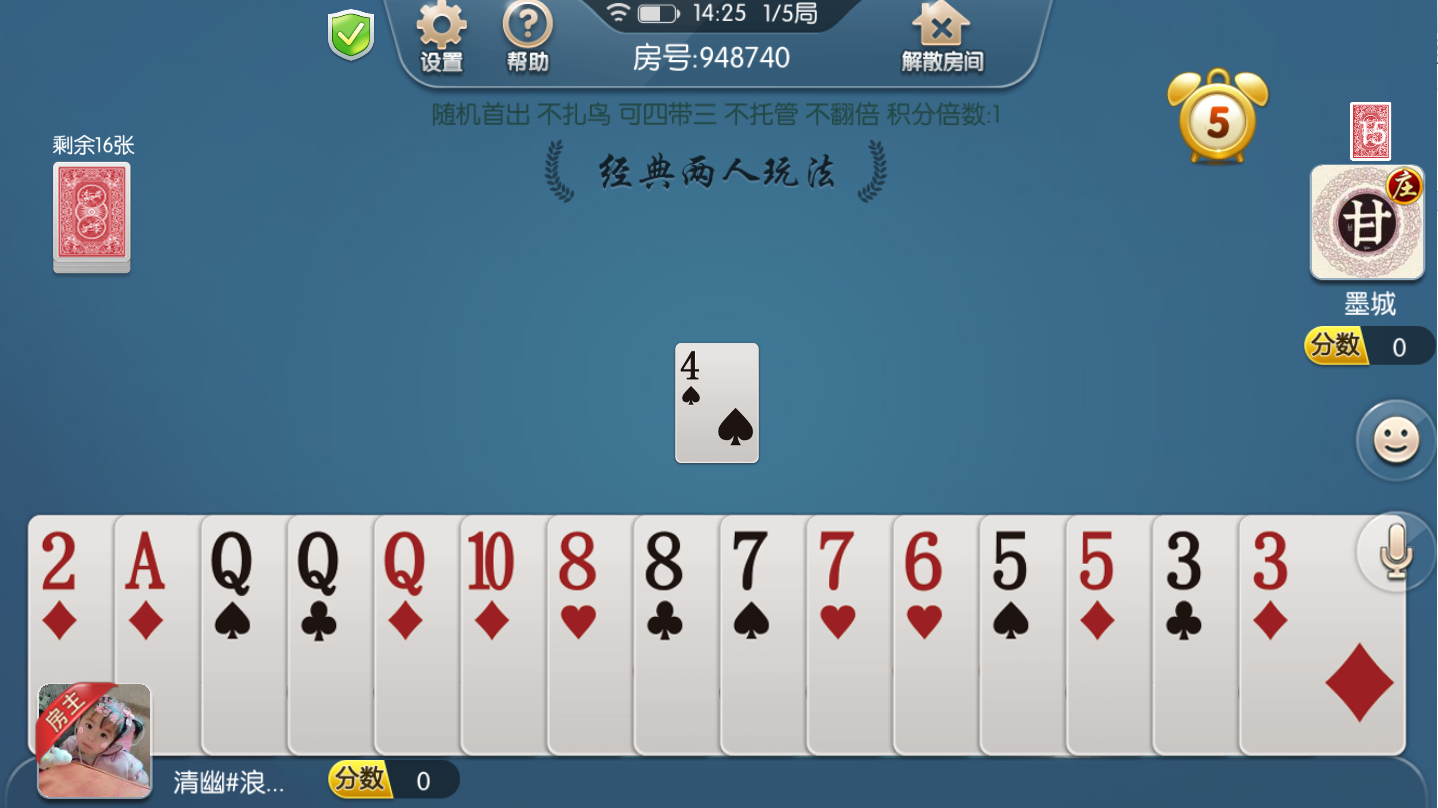 14:25 1/5局
设置 帮助 房号:948740 解散房间
随机首出 不扎鸟 可四带三 不托管 不翻倍 积分倍数:1
经典两人玩法
剩余16张
5
15
庄
甘
墨城
分数 0
4
2 A Q Q Q 10 8 8 7 7 6 5 5 3 3
房主
清幽#浪...
分数 0